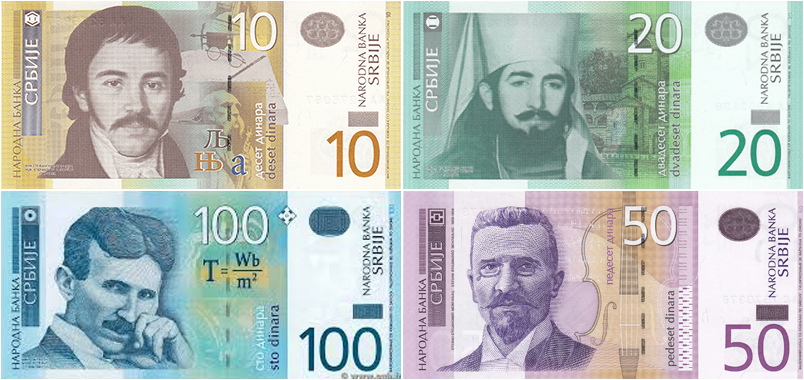 НАРОДНА БАНКА
СРБИЈЕ
10
Љ
Њ а
десет динара
deset dinara
NARODNA BANKA
SRBIJE
10
НАРОДНА БАНКА
СРБИЈЕ
20
двадесет динара
dvadeset dinara
NARODNA BANKA
SRBIJE
20
НАРОДНА БАНКА
СРБИЈЕ
100
T = Wb
m²
сто динара
sto dinara
NARODNA BANKA
SRBIJE
100
НАРОДНА БАНКА
СРБИЈЕ
50
педесет динара
pedeset dinara
NARODNA BANKA
SRBIJE
50